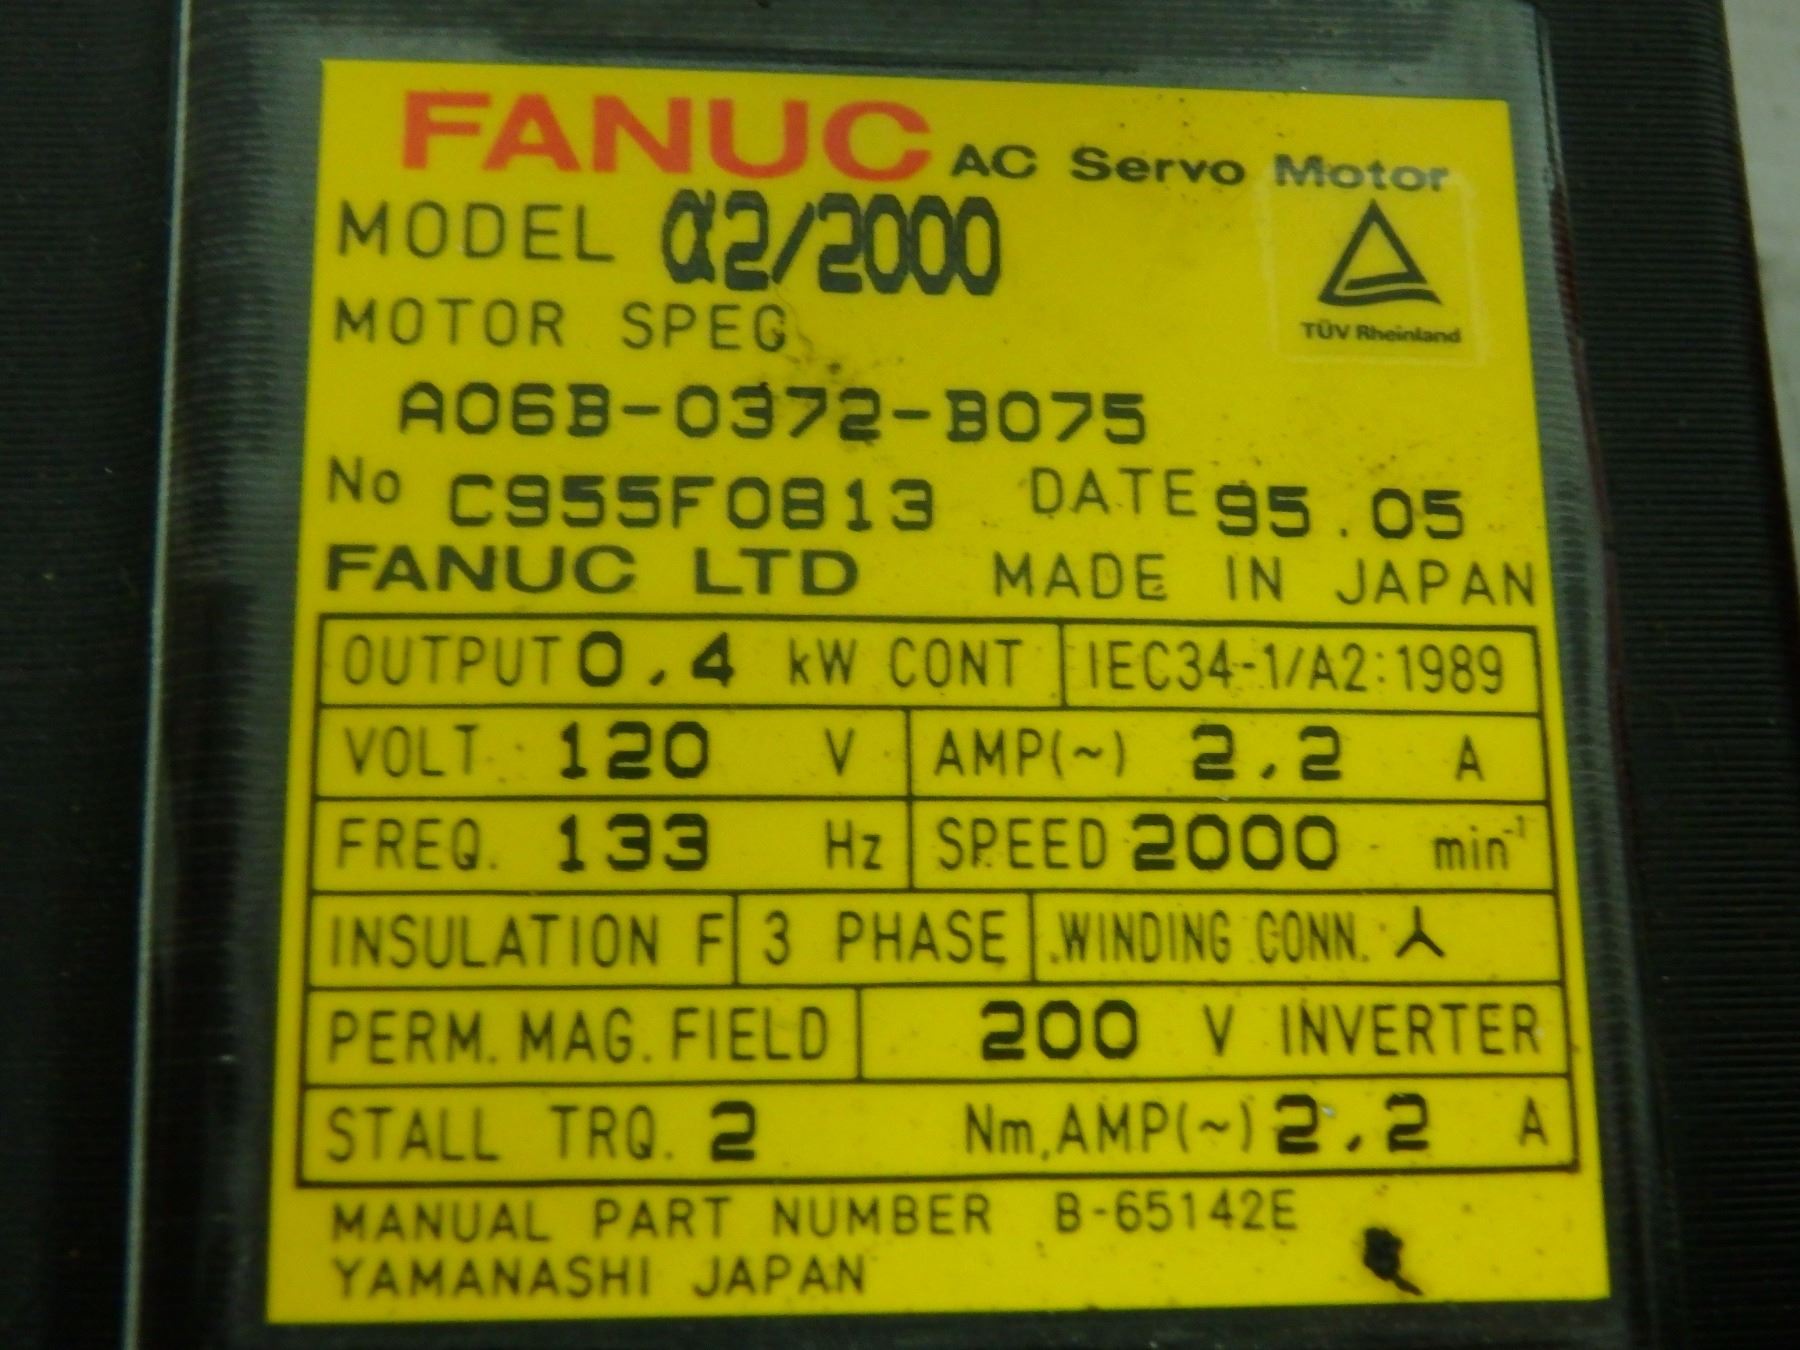 FANUC AC Servo Motor
MODEL α2/2000
TÜV Rheinland
MOTOR SPEC
A06B-0372-B075
No C955F0813 DATE 95.05
FANUC LTD MADE IN JAPAN
OUTPUT 0.4 kW CONT IEC34-1/A2:1989
VOLT 120 V AMP(~) 2.2 A
FREQ. 133 Hz SPEED 2000 min⁻¹
INSULATION F 3 PHASE WINDING CONN.
PERM. MAG. FIELD 200 V INVERTER
STALL TRQ. 2 Nm, AMP(~) 2.2 A
MANUAL PART NUMBER B-65142E
YAMANASHI JAPAN